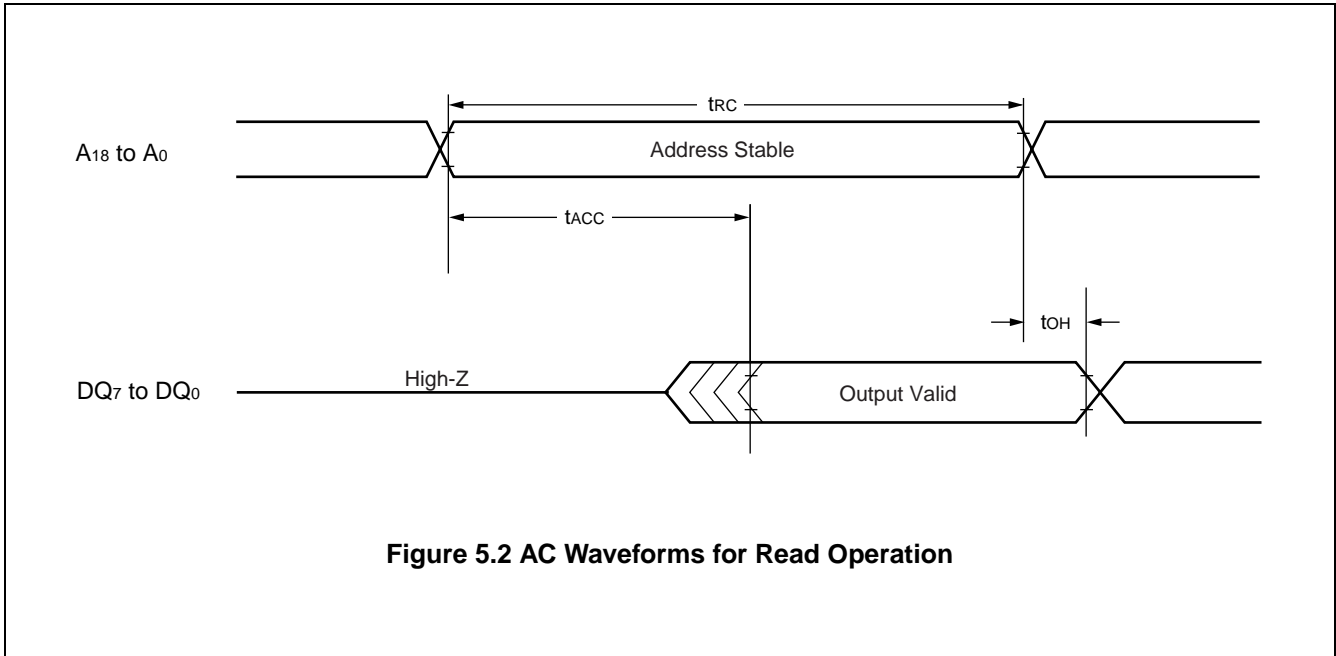 tRC
A18 to A0
Address Stable
tACC
tOH
High-Z
DQ7 to DQ0
Output Valid
Figure 5.2 AC Waveforms for Read Operation